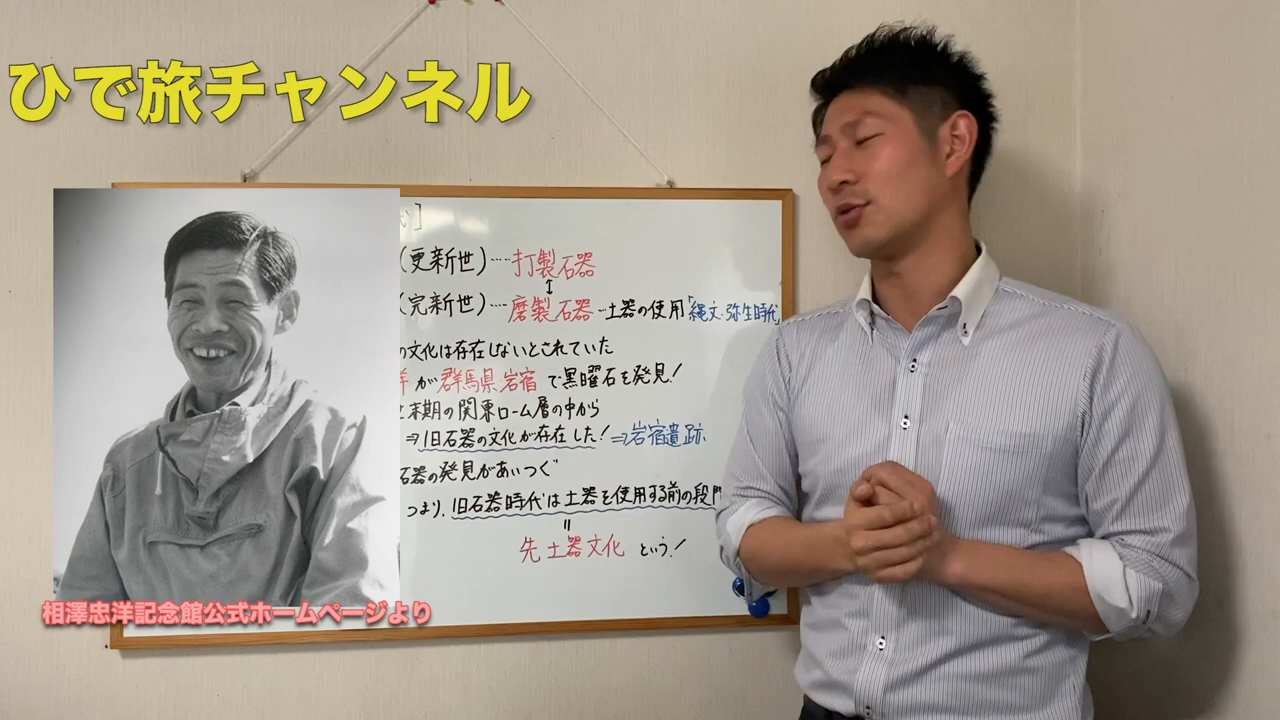 ひで旅チャンネル
]
(更新世)‥‥打製石器
↕
(完新世)‥‥磨製石器‥土器の使用「縄文・弥生時代
の文化は存在しないとされていた
洋が群馬県岩宿で黒曜石を発見!
末期の関東ローム層の中から
⇒旧石器の文化が存在した!⇒岩宿遺跡
石器の発見があいつぐ
つまり、旧石器時代は土器を使用する前の段
〃
先土器文化という!
相澤忠洋記念館公式ホームページより